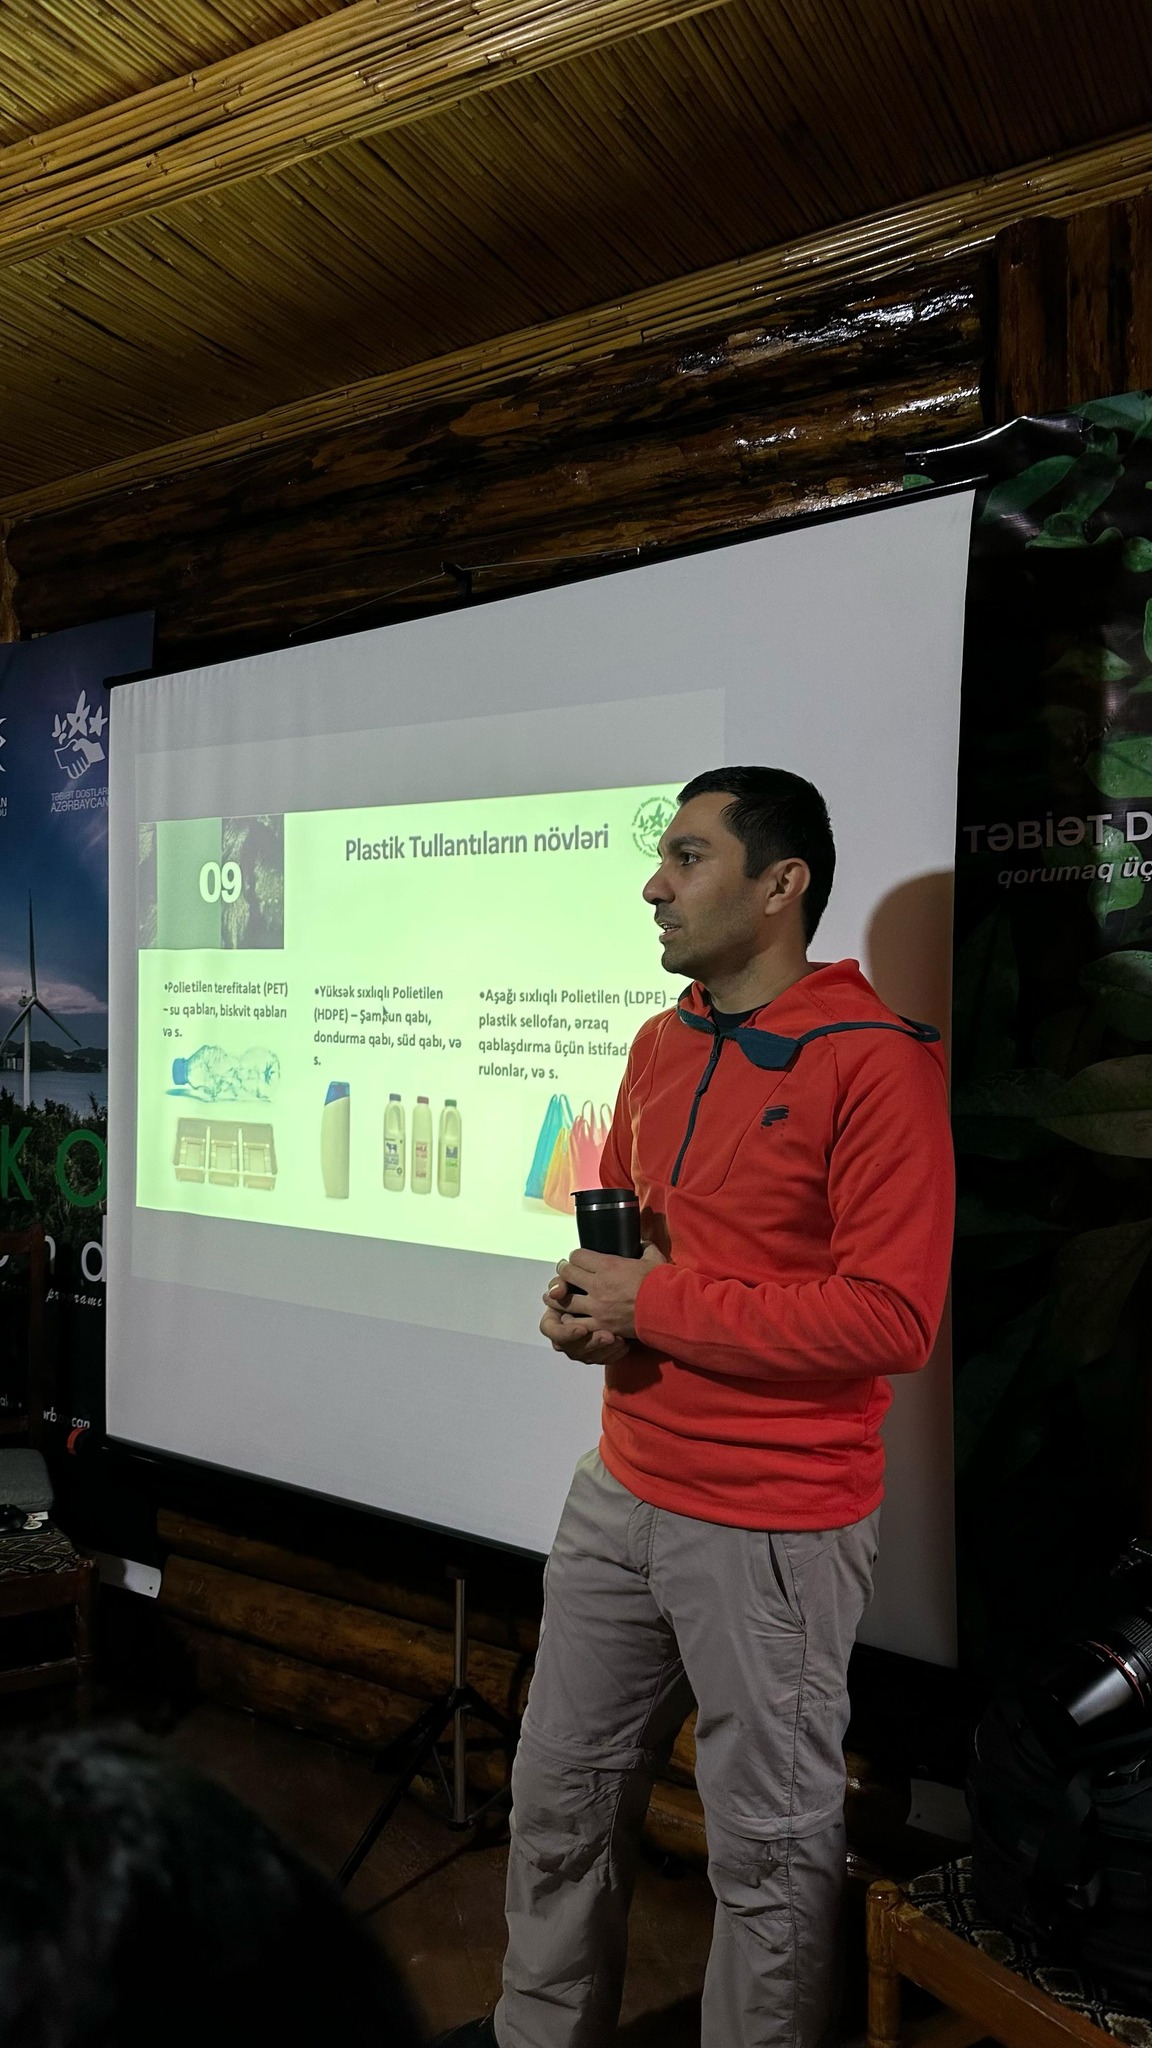 TƏBİƏT DOSTLARI
AZƏRBAYCAN
09
Plastik Tullantıların növləri
•Polietilen terefitalat (PET)
– su qabları, biskvit qabları
və s.
•Yüksək sıxlıqlı Polietilen
(HDPE) – Şampun qabı,
dondurma qabı, süd qabı, və
s.
•Aşağı sıxlıqlı Polietilen (LDPE) –
plastik sellofan, ərzaq
qablaşdırma üçün istifad
rulonlar, və s.
TƏBİƏT D
qorumaq üç